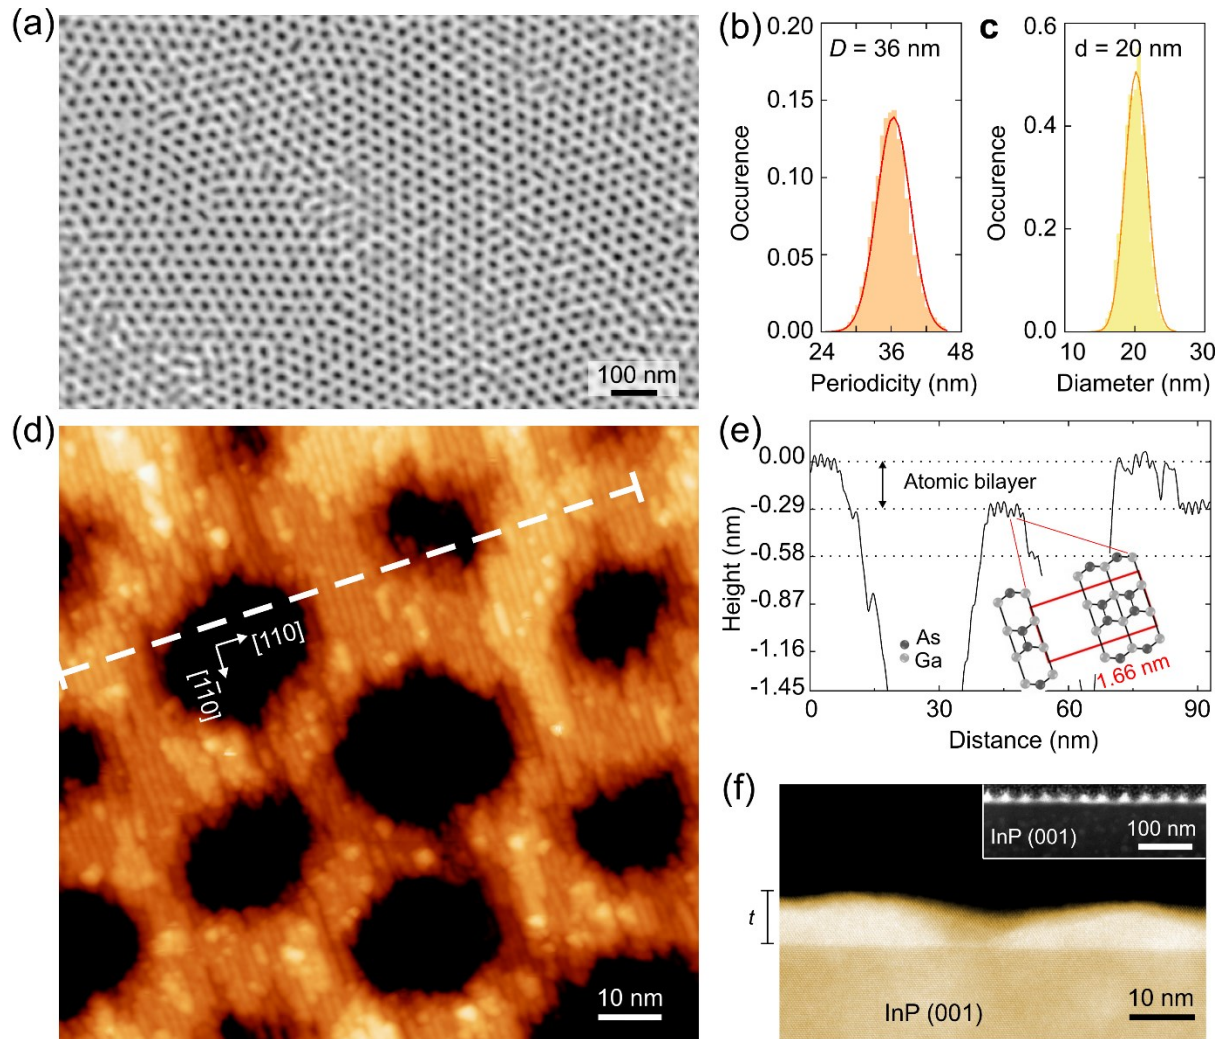 (a)
100 nm
(b)
D = 36 nm
0.20
0.15
0.10
0.05
0.00
24
36
48
Occurence
Periodicity (nm)
c
d = 20 nm
0.6
0.4
0.2
0.0
10
20
30
Occurence
Diameter (nm)
(d)
[110]
[11̅0]
10 nm
(e)
0.00
-0.29
-0.58
-0.87
-1.16
-1.45
Height (nm)
Atomic bilayer
As
Ga
1.66 nm
0
30
60
90
Distance (nm)
(f)
InP (001)
100 nm
t
InP (001)
10 nm